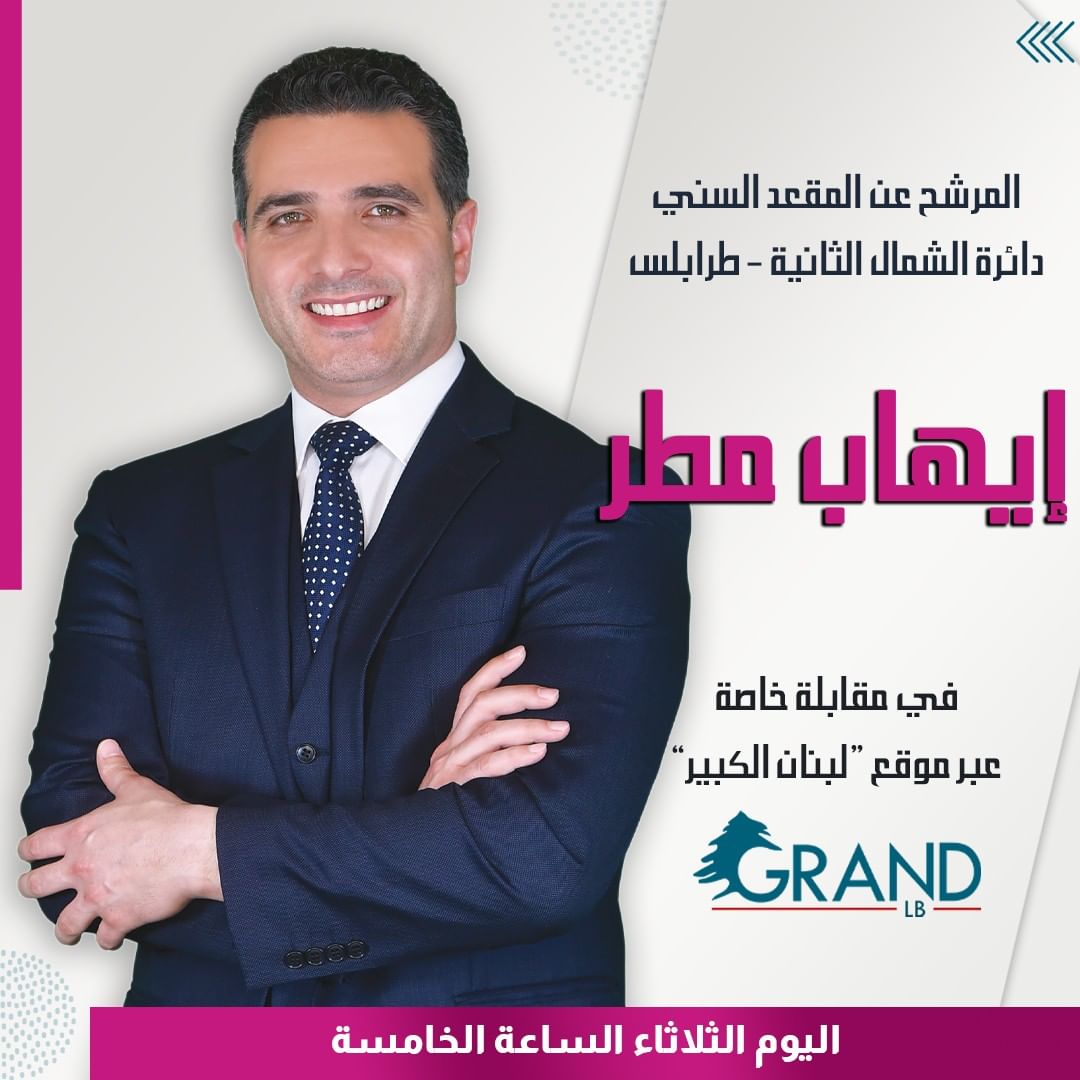 المرشح عن المقعد السني
دائرة الشمال الثانية - طرابلس
إيهاب مطر
في مقابلة خاصة
عبر موقع "لبنان الكبير"
GRAND
LB
اليوم الثلاثاء الساعة الخامسة